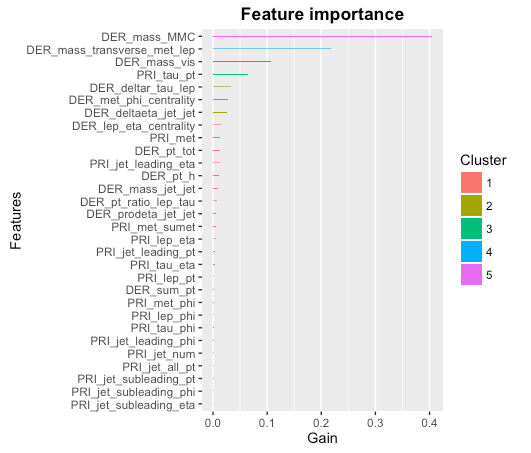 Feature importance
DER_mass_MMC
DER_mass_transverse_met_lep
DER_mass_vis
PRI_tau_pt
DER_deltar_tau_lep
DER_met_phi_centrality
DER_deltaeta_jet_jet
DER_lep_eta_centrality
PRI_met
DER_pt_tot
PRI_jet_leading_eta
DER_pt_h
DER_mass_jet_jet
DER_pt_ratio_lep_tau
DER_prodeta_jet_jet
PRI_met_sumet
PRI_lep_eta
PRI_jet_leading_pt
PRI_tau_eta
PRI_lep_pt
DER_sum_pt
PRI_met_phi
PRI_lep_phi
PRI_tau_phi
PRI_jet_leading_phi
PRI_jet_num
PRI_jet_all_pt
PRI_jet_subleading_pt
PRI_jet_subleading_phi
PRI_jet_subleading_eta
Features
0.0 0.1 0.2 0.3 0.4
Gain
Cluster
1
2
3
4
5